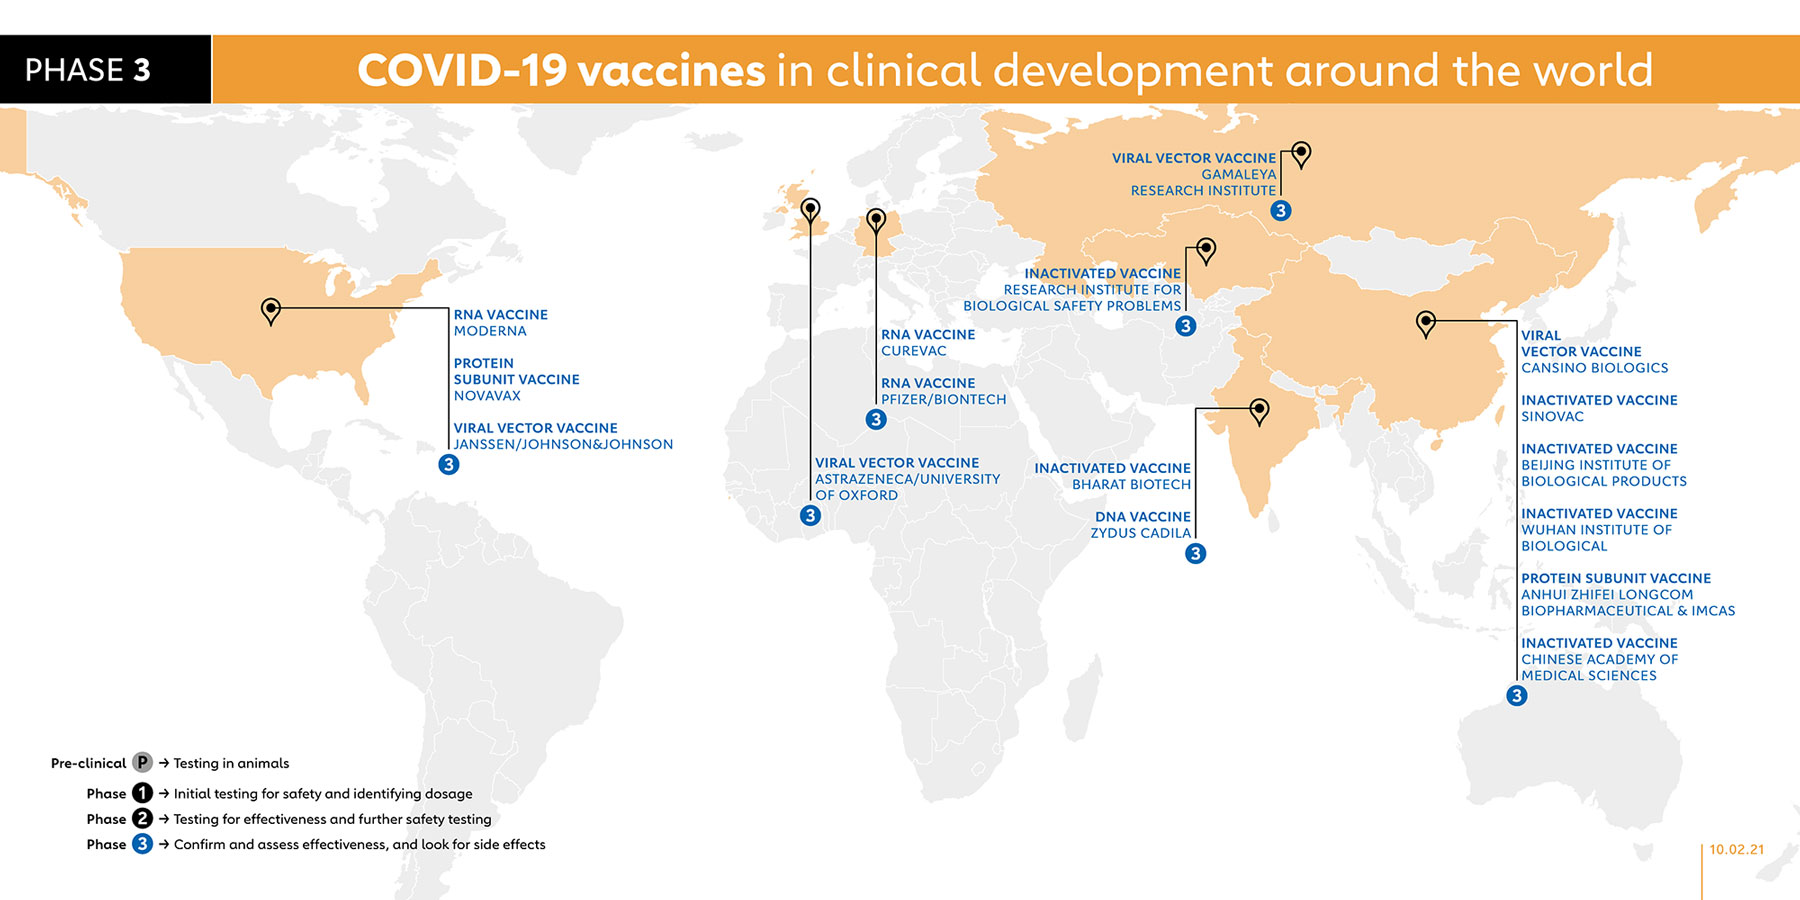 PHASE 3
COVID-19 vaccines in clinical development around the world
RNA VACCINE
MODERNA
PROTEIN
SUBUNIT VACCINE
NOVAVAX
VIRAL VECTOR VACCINE
JANSSEN/JOHNSON&JOHNSON
3
VIRAL VECTOR VACCINE
ASTRAZENECA/UNIVERSITY
OF OXFORD
3
RNA VACCINE
CUREVAC
RNA VACCINE
PFIZER/BIONTECH
3
VIRAL VECTOR VACCINE
GAMALEYA
RESEARCH INSTITUTE
3
INACTIVATED VACCINE
RESEARCH INSTITUTE FOR
BIOLOGICAL SAFETY PROBLEMS
3
INACTIVATED VACCINE
BHARAT BIOTECH
DNA VACCINE
ZYDUS CADILA
3
VIRAL
VECTOR VACCINE
CANSINO BIOLOGICS
INACTIVATED VACCINE
SINOVAC
INACTIVATED VACCINE
BEIJING INSTITUTE OF
BIOLOGICAL PRODUCTS
INACTIVATED VACCINE
WUHAN INSTITUTE OF
BIOLOGICAL
PROTEIN SUBUNIT VACCINE
ANHUI ZHIFEI LONGCOM
BIOPHARMACEUTICAL & IMCAS
INACTIVATED VACCINE
CHINESE ACADEMY OF
MEDICAL SCIENCES
3
Pre-clinical P → Testing in animals
Phase 1 → Initial testing for safety and identifying dosage
Phase 2 → Testing for effectiveness and further safety testing
Phase 3 → Confirm and assess effectiveness, and look for side effects
10.02.21